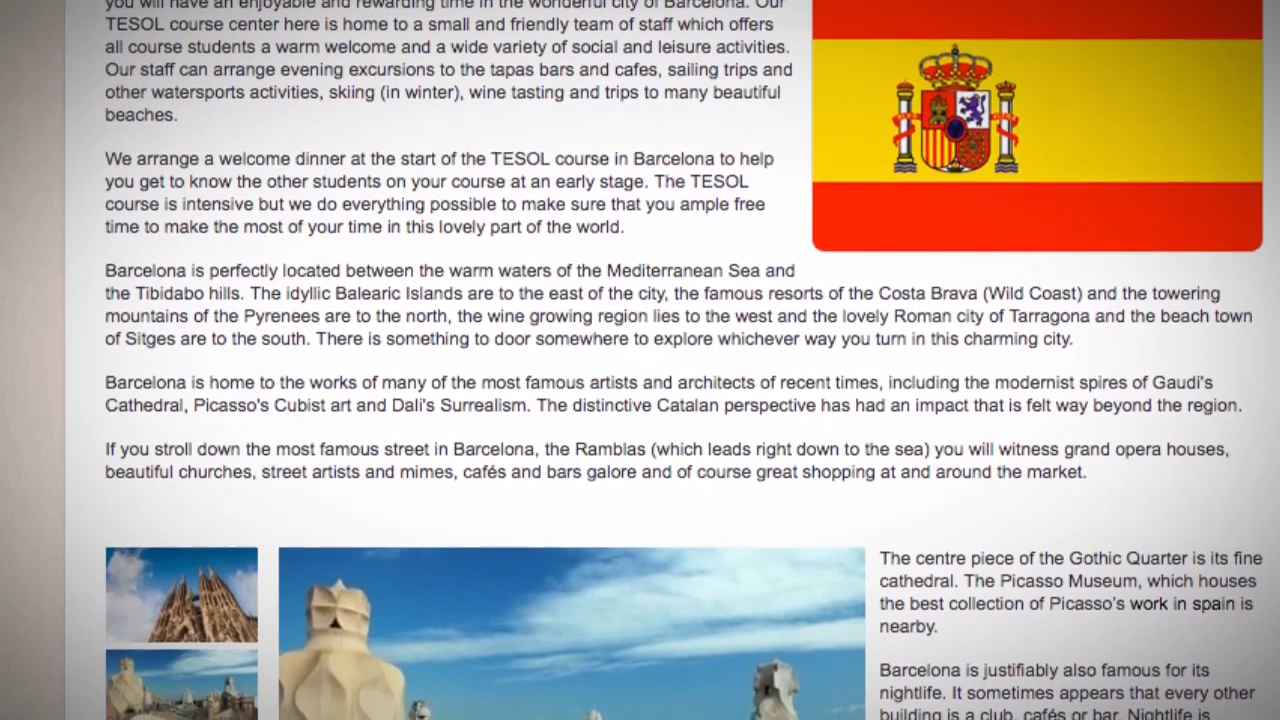 you will have an enjoyable and rewarding time in the wonderful city of Barcelona. Our
TESOL course center here is home to a small and friendly team of staff which offers
all course students a warm welcome and a wide variety of social and leisure activities.
Our staff can arrange evening excursions to the tapas bars and cafes, sailing trips and
other watersports activities, skiing (in winter), wine tasting and trips to many beautiful
beaches.
We arrange a welcome dinner at the start of the TESOL course in Barcelona to help
you get to know the other students on your course at an early stage. The TESOL
course is intensive but we do everything possible to make sure that you ample free
time to make the most of your time in this lovely part of the world.
Barcelona is perfectly located between the warm waters of the Mediterranean Sea and
the Tibidabo hills. The idyllic Balearic Islands are to the east of the city, the famous resorts of the Costa Brava (Wild Coast) and the towering
mountains of the Pyrenees are to the north, the wine growing region lies to the west and the lovely Roman city of Tarragona and the beach town
of Sitges are to the south. There is something to door somewhere to explore whichever way you turn in this charming city.
Barcelona is home to the works of many of the most famous artists and architects of recent times, including the modernist spires of Gaudi's
Cathedral, Picasso's Cubist art and Dali's Surrealism. The distinctive Catalan perspective has had an impact that is felt way beyond the region.
If you stroll down the most famous street in Barcelona, the Ramblas (which leads right down to the sea) you will witness grand opera houses,
beautiful churches, street artists and mimes, cafés and bars galore and of course great shopping at and around the market.
The centre piece of the Gothic Quarter is its fine
cathedral. The Picasso Museum, which houses
the best collection of Picasso's work in spain is
nearby.
Barcelona is justifiably also famous for its
nightlife. It sometimes appears that every other
building is a club, cafés or bar. Nightlife is